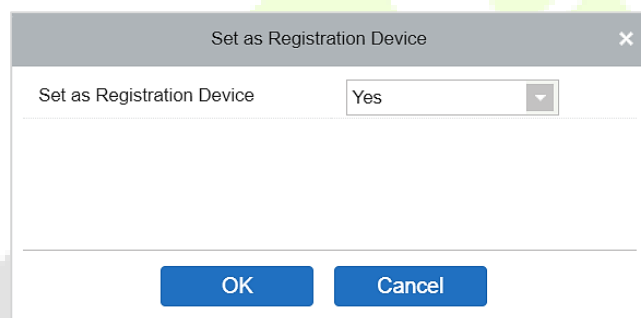 Set as Registration Device
Set as Registration Device Yes
OK Cancel